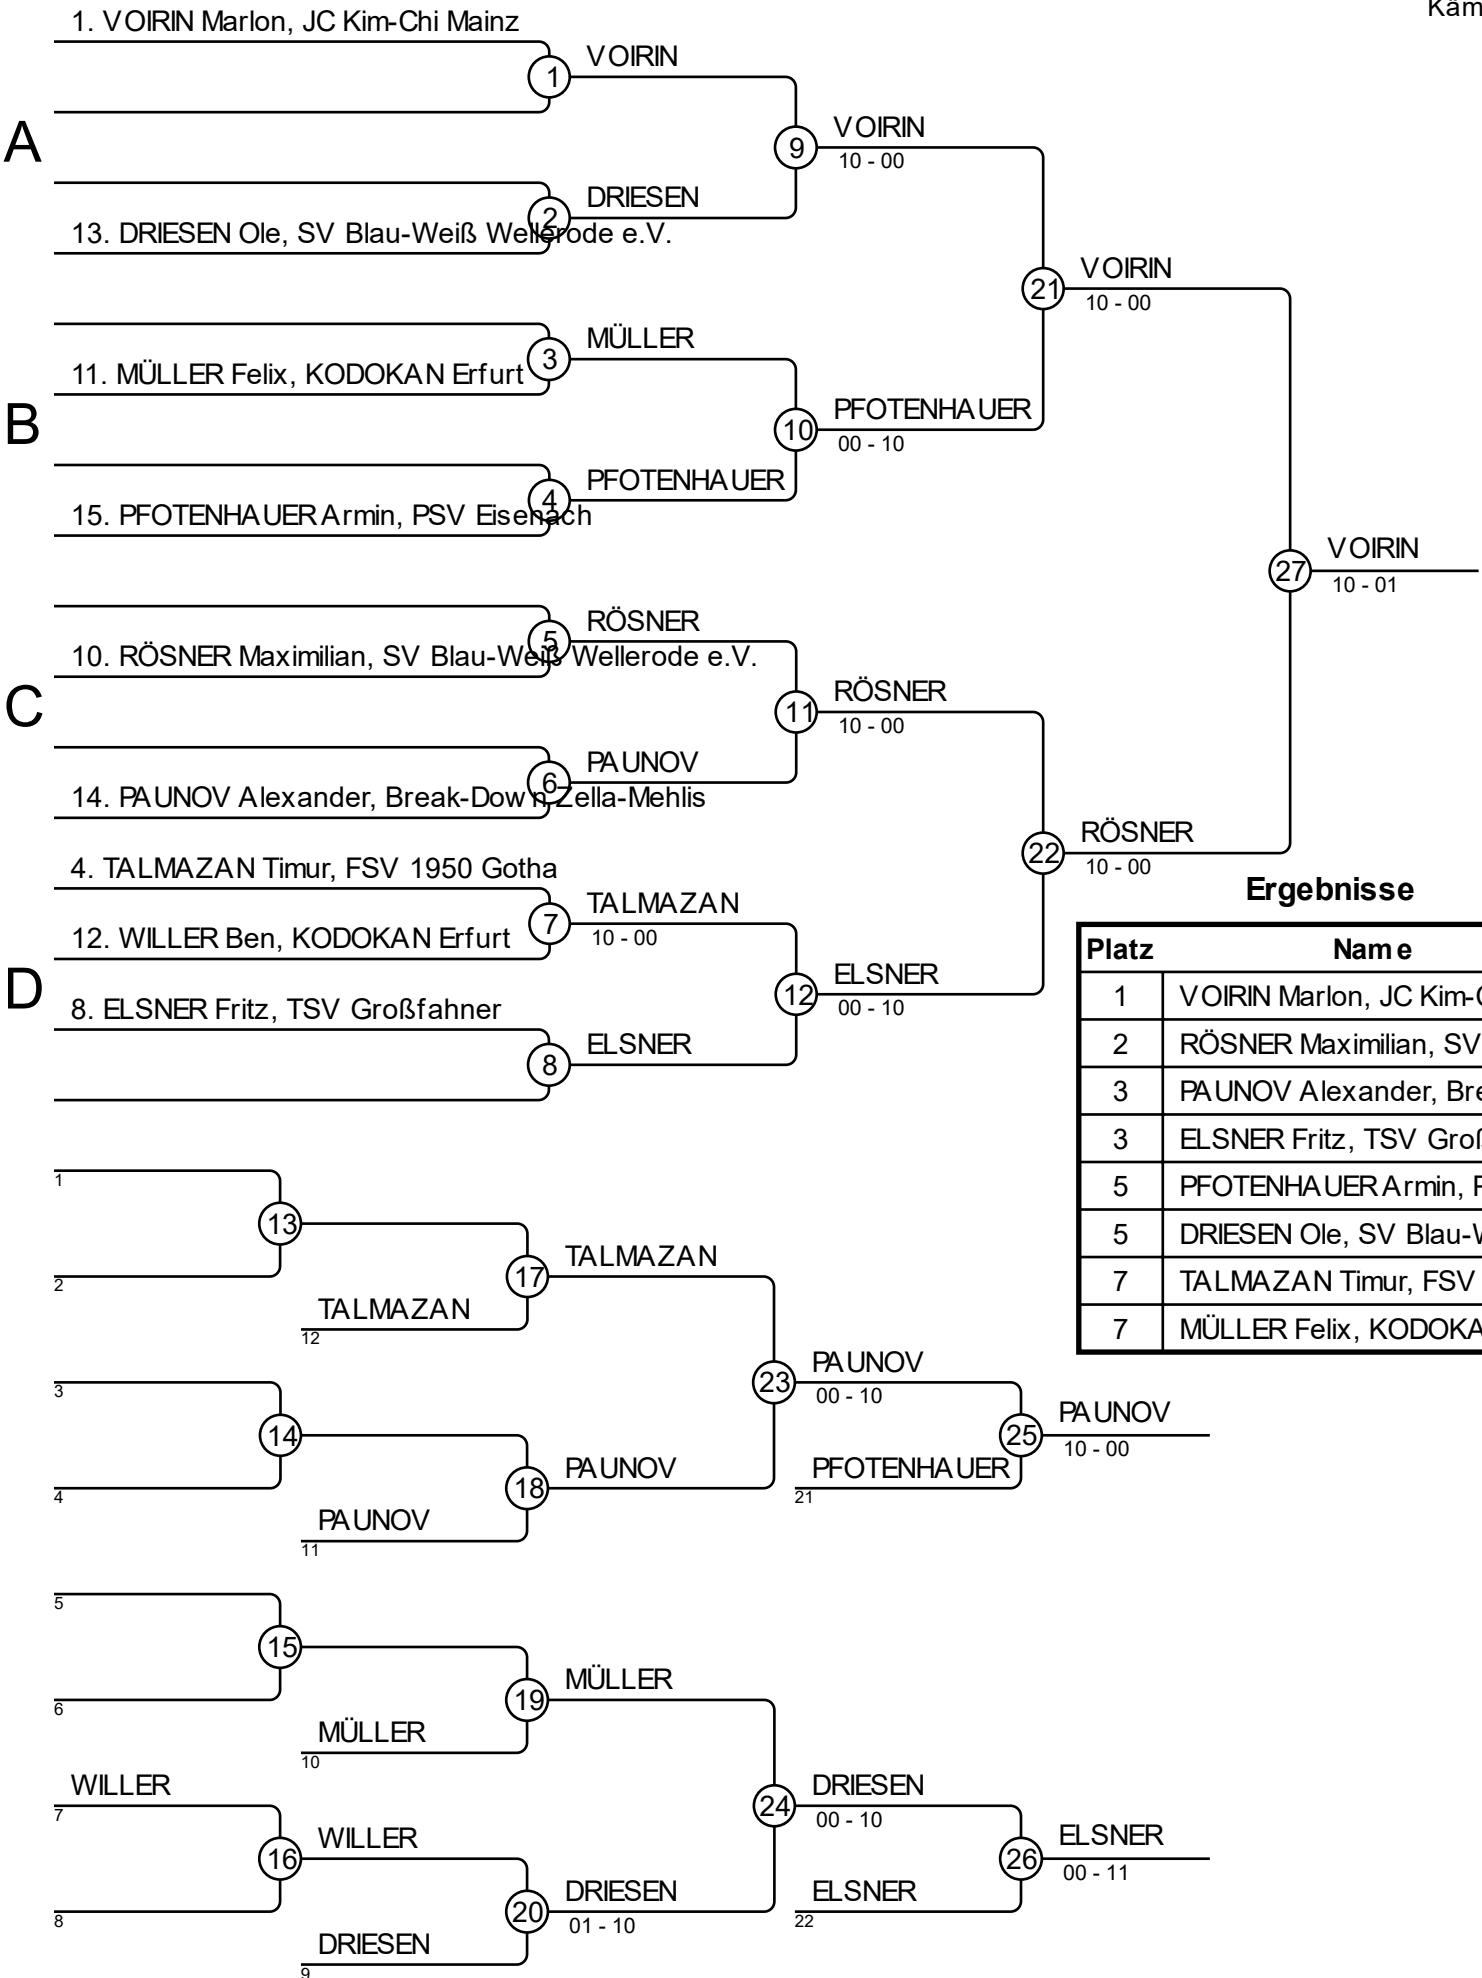 Käm
1. VOIRIN Marlon, JC Kim-Chi Mainz
1
VOIRIN
A
9
VOIRIN
10 - 00
2
DRIESEN
13. DRIESEN Ole, SV Blau-Weiß Wellerode e.V.
21
VOIRIN
10 - 00
3
MÜLLER
11. MÜLLER Felix, KODOKAN Erfurt
B
10
PFOTENHAUER
00 - 10
4
PFOTENHAUER
15. PFOTENHAUER Armin, PSV Eisenach
27
VOIRIN
10 - 01
5
RÖSNER
10. RÖSNER Maximilian, SV Blau-Weiß Wellerode e.V.
C
11
RÖSNER
10 - 00
6
PAUNOV
14. PAUNOV Alexander, Break-Down Zella-Mehlis
22
RÖSNER
10 - 00
4. TALMAZAN Timur, FSV 1950 Gotha
7
TALMAZAN
10 - 00
12. WILLER Ben, KODOKAN Erfurt
D
12
ELSNER
00 - 10
8. ELSNER Fritz, TSV Großfahner
8
ELSNER
Ergebnisse
Platz Name
1 VOIRIN Marlon, JC Kim-
2 RÖSNER Maximilian, SV
3 PAUNOV Alexander, Bre
3 ELSNER Fritz, TSV Groß
5 PFOTENHAUER Armin, P
5 DRIESEN Ole, SV Blau-W
7 TALMAZAN Timur, FSV
7 MÜLLER Felix, KODOKA
1
13
2
17
TALMAZAN
TALMAZAN
12
23
PAUNOV
00 - 10
3
14
4
18
PAUNOV
PAUNOV
11
25
PAUNOV
10 - 00
PFOTENHAUER
21
5
15
6
19
MÜLLER
MÜLLER
10
24
DRIESEN
00 - 10
WILLER
7
16
WILLER
8
20
DRIESEN
01 - 10
DRIESEN
9
26
ELSNER
00 - 11
ELSNER
22